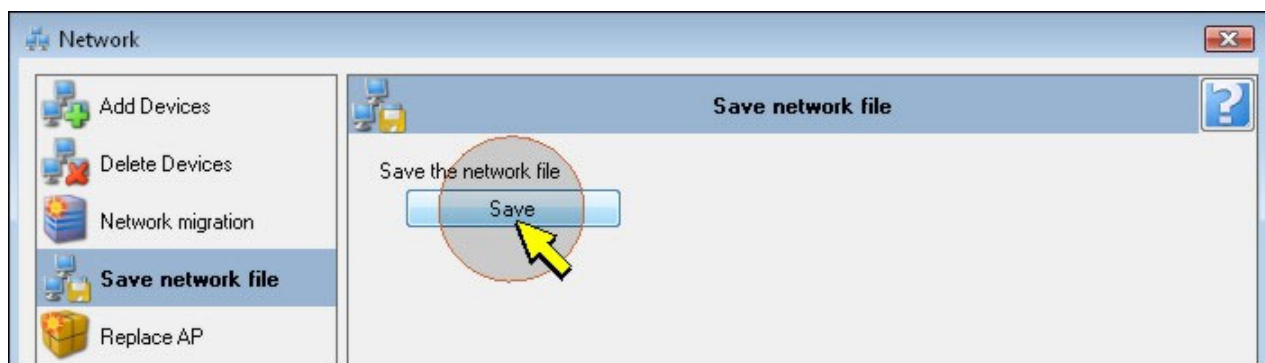 Network
Add Devices
Delete Devices
Network migration
Save network file
Replace AP
Save network file
Save the network file
Save